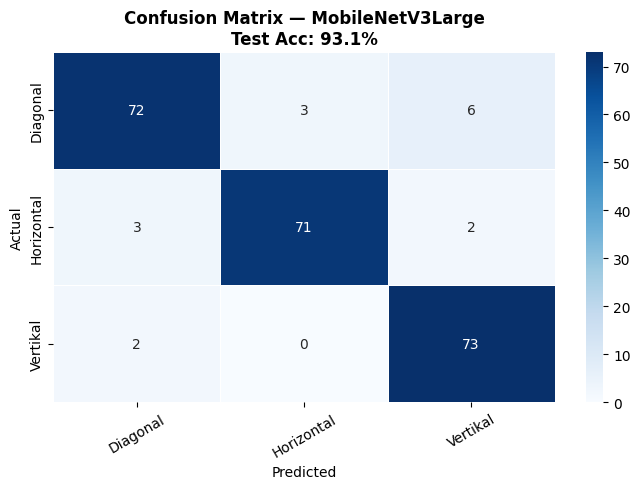 Confusion Matrix — MobileNetV3Large
Test Acc: 93.1%
Actual
Diagonal
72
3
6
Horizontal
3
71
2
Vertikal
2
0
73
Diagonal
Horizontal
Vertikal
Predicted
70
60
50
40
30
20
10
0